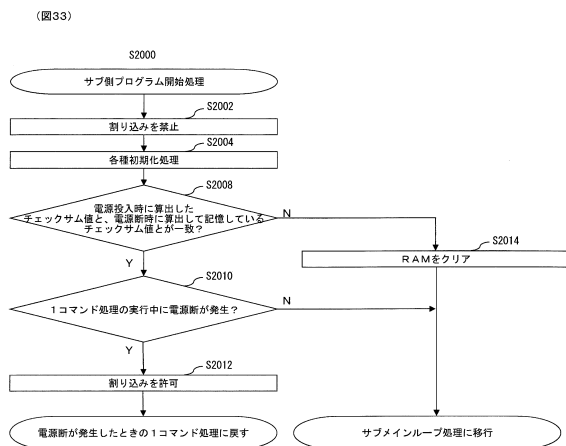 （図33）
S2000
サブ側プログラム開始処理
S2002
割り込みを禁止
S2004
各種初期化処理
S2008
電源投入時に算出した
チェックサム値と、電源断時に算出して記憶している
チェックサム値とが一致？
N
Y
S2014
ＲＡＭをクリア
S2010
１コマンド処理の実行中に電源断が発生？
N
Y
S2012
割り込みを許可
電源断が発生したときの１コマンド処理に戻す
サブメインループ処理に移行